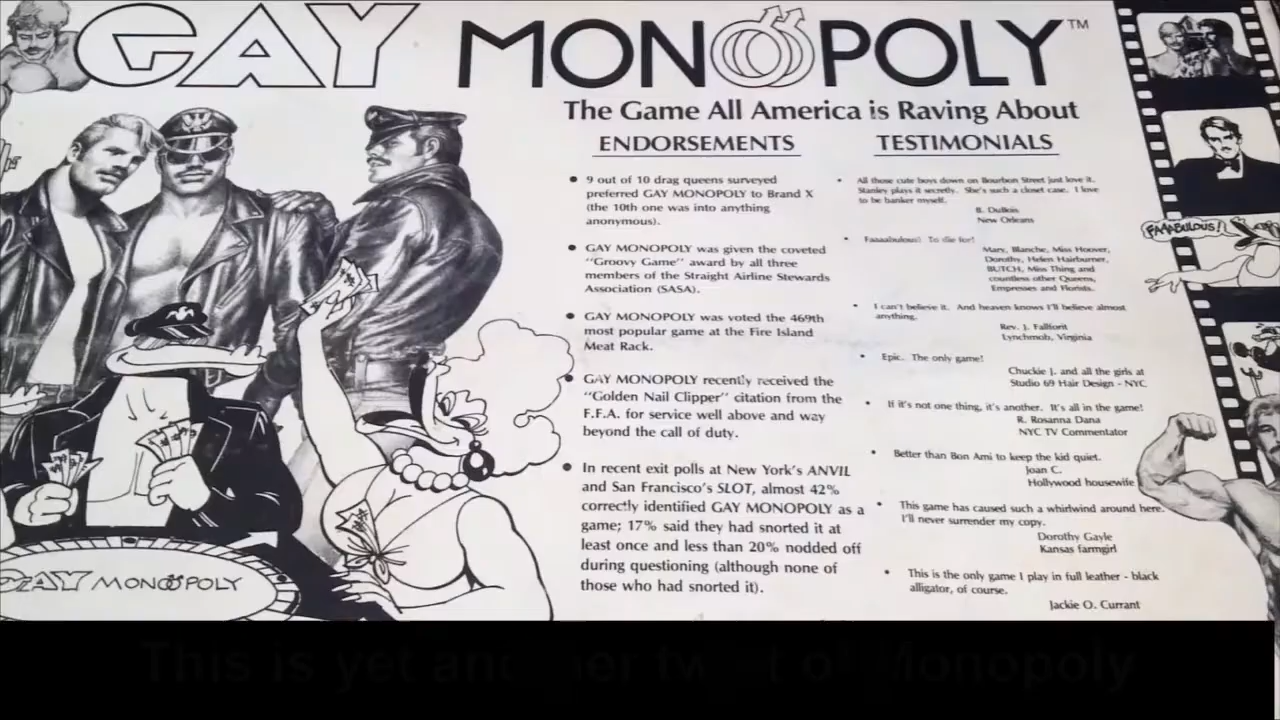 GAY MONOPOLY™
The Game All America is Raving About
ENDORSEMENTS
9 out of 10 drag queens surveyed
preferred GAY MONOPOLY to Brand X
(the 10th one was into anything
anonymous).
GAY MONOPOLY was given the coveted
"Groovy Game" award by all three
members of the Straight Airline Stewards
Association (SASA).
GAY MONOPOLY was voted the 469th
most popular game at the Fire Island
Meat Rack.
GAY MONOPOLY recently received the
"Golden Nail Clipper" citation from the
F.F.A. for service well above and way
beyond the call of duty.
In recent exit polls at New York's ANVIL
and San Francisco's SLOT, almost 42%
correctly identified GAY MONOPOLY as a
game; 17% said they had snorted it at
least once and less than 20% nodded off
during questioning (although none of
those who had snorted it).
TESTIMONIALS
All those cute boys down on Bourbon Street just love it.
Stanley plays it secretly. She's such a closet case. I love
to be banker myself.
B. DuBois
New Orleans
Faaaabulous! To die for!
Mary, Blanche, Miss Hoover,
Dorothy, Helen Hairburner,
BUTCH, Miss Thing and
countless other Queens,
Empresses and Florists.
I can't believe it. And heaven knows I'll believe almost
anything.
Rev. J. Fallforit
Lynchmob, Virginia
Epic. The only game!
Chuckie J. and all the girls at
Studio 69 Hair Design - NYC
If it's not one thing, it's another. It's all in the game!
R. Rosanna Dana
NYC TV Commentator
Better than Bon Ami to keep the kid quiet.
Joan C.
Hollywood housewife
This game has caused such a whirlwind around here.
I'll never surrender my copy.
Dorothy Gayle
Kansas farmgirl
This is the only game I play in full leather - black
alligator, of course.
Jackie O. Currant
FAAABULOUS!
GAY MONOPOLY
This is yet another twist of Monopoly